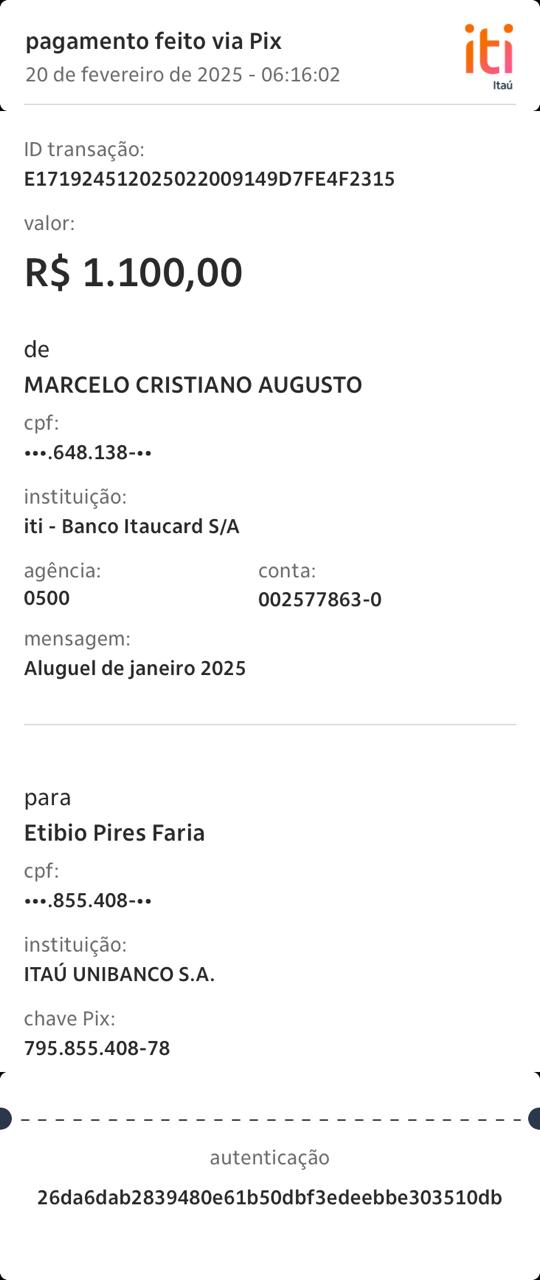 pagamento feito via Pix
20 de fevereiro de 2025 - 06:16:02
iti
Itaú
ID transação:
E171924512025022009149D7FE4F2315
valor:
R$ 1.100,00
de
MARCELO CRISTIANO AUGUSTO
cpf:
•••.648.138-••
instituição:
iti - Banco Itaucard S/A
agência: conta:
0500 002577863-0
mensagem:
Aluguel de janeiro 2025
para
Etibio Pires Faria
cpf:
•••.855.408-••
instituição:
ITAÚ UNIBANCO S.A.
chave Pix:
795.855.408-78
autenticação
26da6dab2839480e61b50dbf3edeebbe303510db